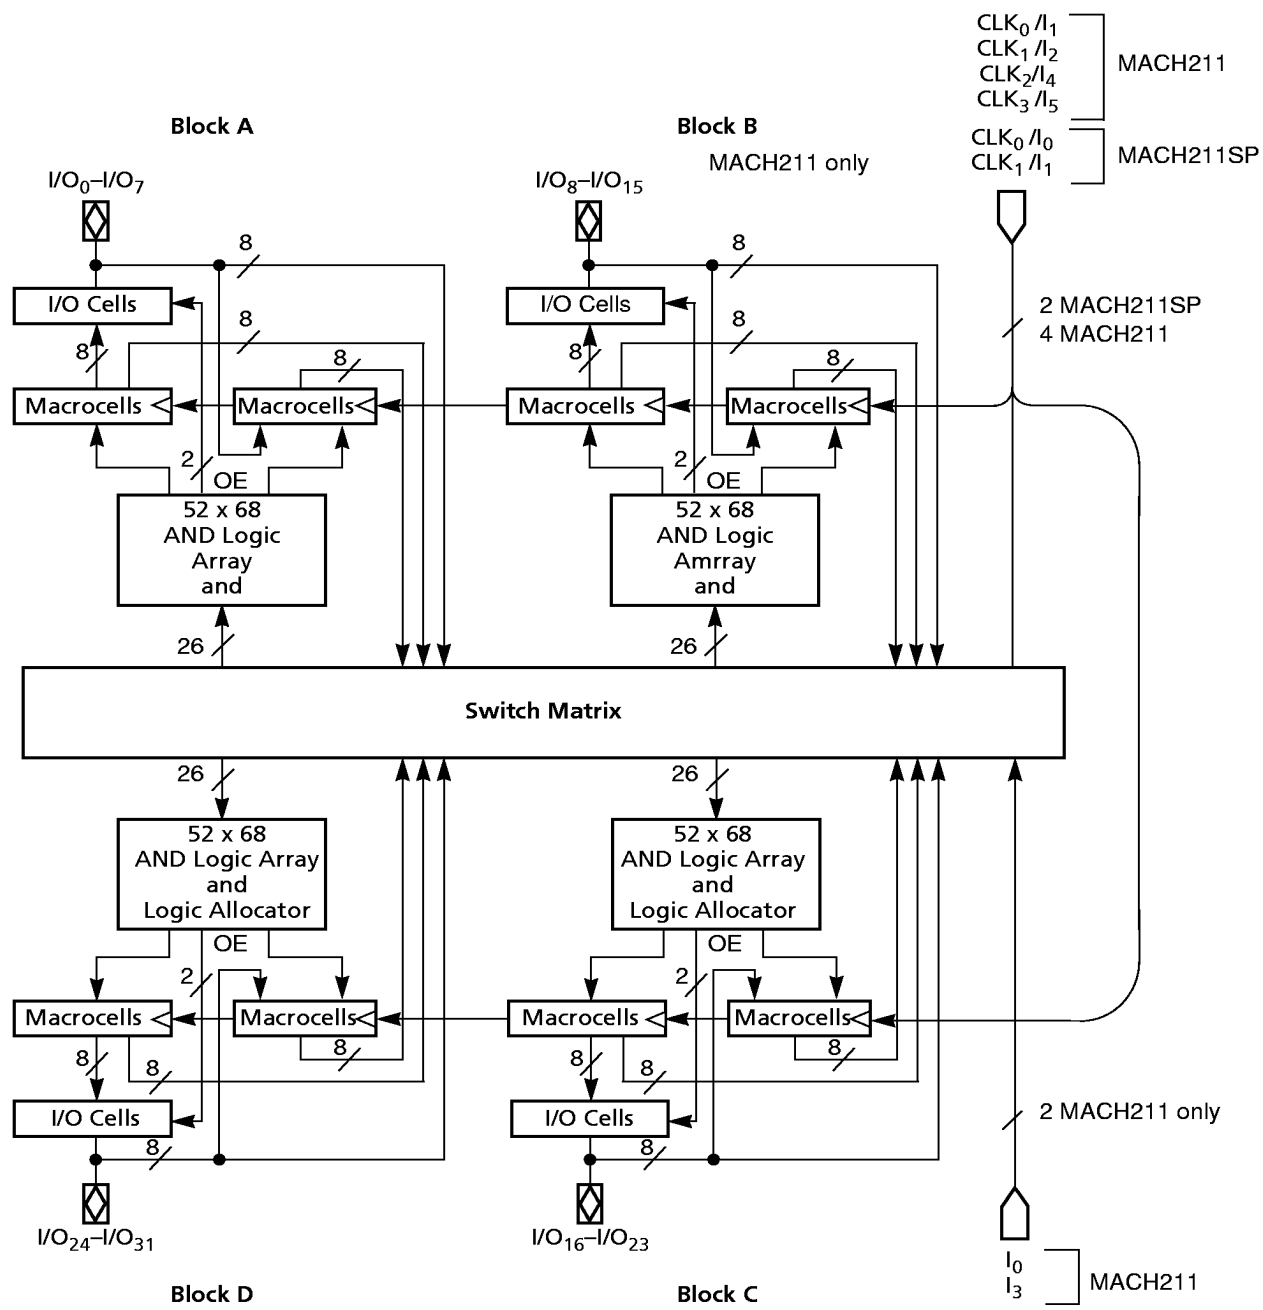 CLK0 /I1
CLK1 /I2
CLK2/I4
CLK3 /I5
MACH211
CLK0 /I0
CLK1 /I1
MACH211SP
Block A
Block B
MACH211 only
I/O0–I/O7
I/O8–I/O15
8
8
I/O Cells
I/O Cells
2 MACH211SP
4 MACH211
8
8
8
8
8
8
Macrocells
Macrocells
Macrocells
Macrocells
2
OE
2
OE
52 x 68
AND Logic
Array
and
52 x 68
AND Logic
Amrray
and
26
26
Switch Matrix
26
26
52 x 68
AND Logic Array
and
Logic Allocator
52 x 68
AND Logic Array
and
Logic Allocator
OE
OE
2
2
Macrocells
Macrocells
Macrocells
Macrocells
8
8
8
8
8
8
I/O Cells
I/O Cells
2 MACH211 only
8
8
I/O24–I/O31
I/O16–I/O23
I0
I3
MACH211
Block D
Block C